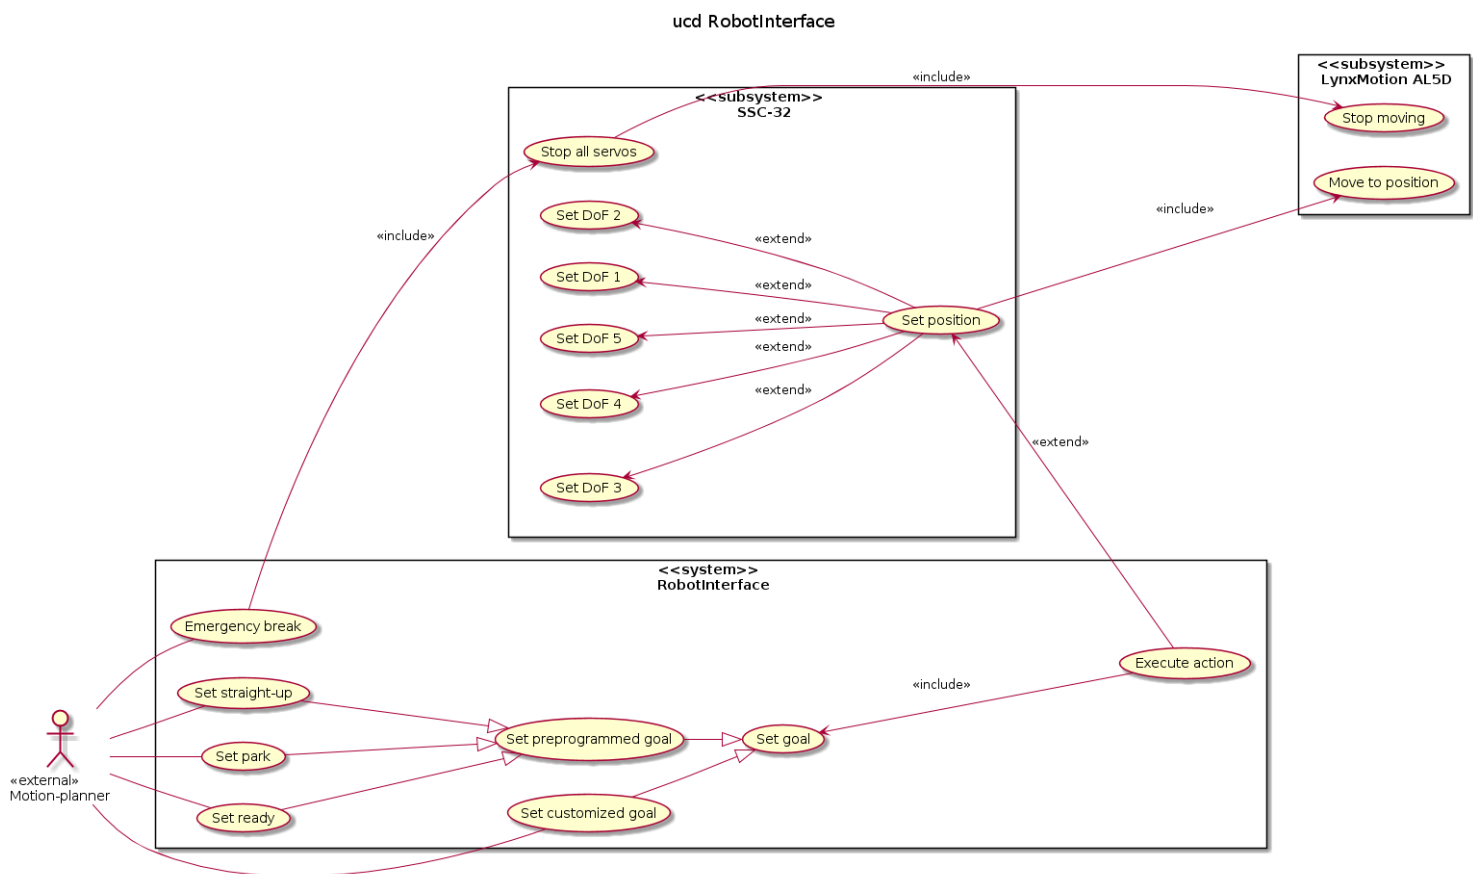 ucd RobotInterface
<<subsystem>>
LynxMotion AL5D
«include»
<<subsystem>>
SSC-32
Stop moving
Stop all servos
Move to position
«include»
Set DoF 2
«include»
«extend»
Set DoF 1
«extend»
Set position
«extend»
Set DoF 5
«extend»
«extend»
Set DoF 4
«extend»
Set DoF 3
<<system>>
RobotInterface
Emergency break
Execute action
Set straight-up
«include»
Set preprogrammed goal
Set goal
Set park
«external»
Motion-planner
Set customized goal
Set ready